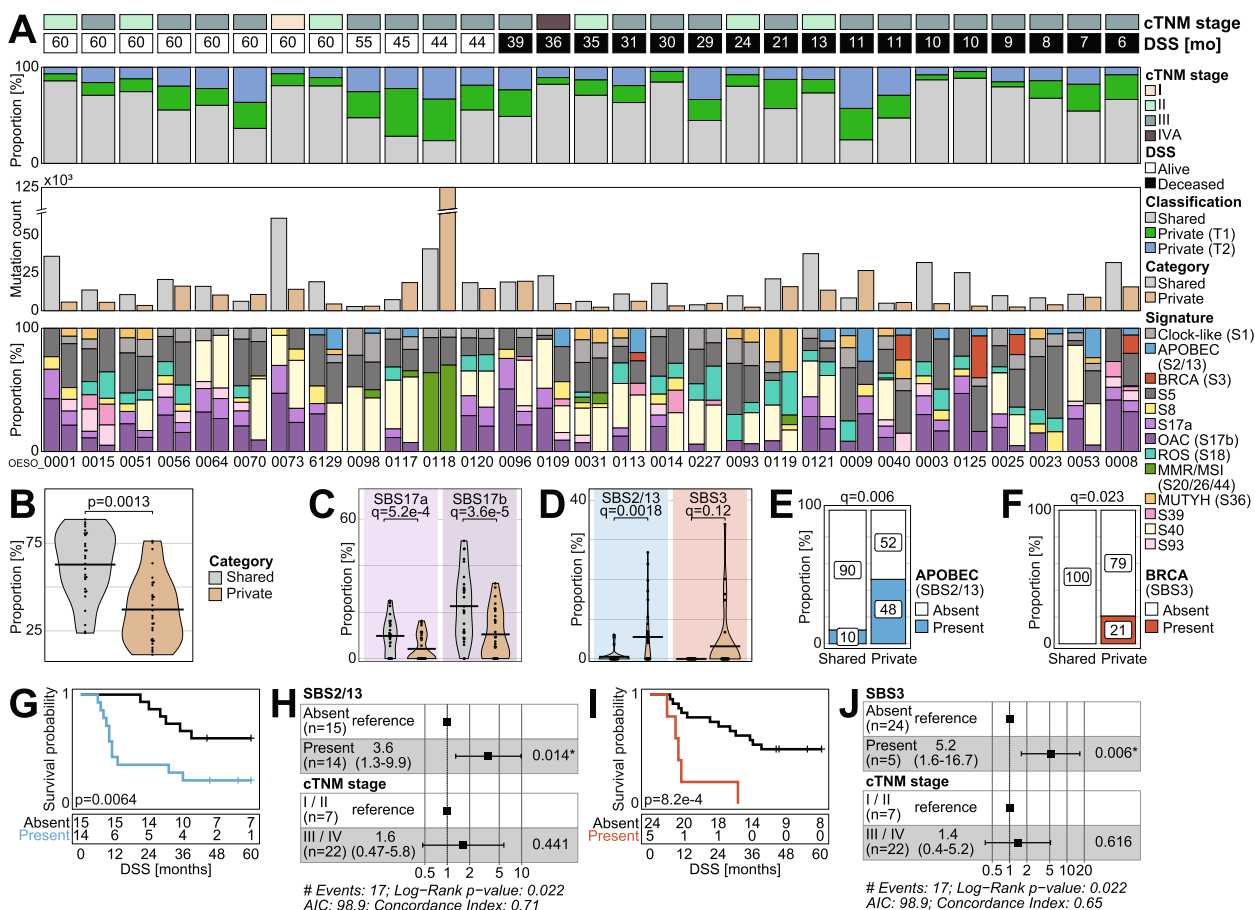 A
cTNM stage
60 60 60 60 60 60 60 60 55 45 44 44 39 36 35 31 30 29 24 21 13 11 11 10 10 9 8 7 6
DSS [mo]
Proportion [%]
100
0
cTNM stage
I
II
III
IVA
DSS
Alive
Deceased
Classification
Shared
Private (T1)
Private (T2)
Category
Shared
Private
x10³
Mutation count
125
50
25
0
Proportion [%]
100
0
OESO_ 0001 0015 0051 0056 0064 0070 0073 6129 0098 0117 0118 0120 0096 0109 0031 0113 0014 0227 0093 0119 0121 0009 0040 0003 0125 0025 0023 0053 0008
Signature
Clock-like (S1)
APOBEC
(S2/13)
BRCA (S3)
S5
S8
S17a
OAC (S17b)
ROS (S18)
MMR/MSI
(S20/26/44)
MUTYH (S36)
S39
S40
S93
B
p=0.0013
Proportion [%]
75
25
Category
Shared
Private
C
SBS17a
q=5.2e-4
SBS17b
q=3.6e-5
Proportion [%]
60
0
D
SBS2/13
q=0.0018
SBS3
q=0.12
Proportion [%]
40
0
E
q=0.006
Proportion [%]
100
0
90
10
52
48
Shared Private
APOBEC
(SBS2/13)
Absent
Present
F
q=0.023
Proportion [%]
100
0
100
79
21
Shared Private
BRCA
(SBS3)
Absent
Present
G
Survival probability
1
0
p=0.0064
Absent 15 15 14 10 7 7
Present 14 6 5 4 2 1
0 12 24 36 48 60
DSS [months]
H
SBS2/13
Absent
(n=15)
reference
Present
(n=14)
3.6
(1.3-9.9)
0.014*
cTNM stage
I / II
(n=7)
reference
III / IV
(n=22)
1.6
(0.47-5.8)
0.441
0.5 1 2 5 10
# Events: 17; Log−Rank p−value: 0.022
AIC: 98.9; Concordance Index: 0.71
I
Survival probability
1
0
p=8.2e-4
Absent 24 20 18 14 9 8
Present 5 1 1 0 0 0
0 12 24 36 48 60
DSS [months]
J
SBS3
Absent
(n=24)
reference
Present
(n=5)
5.2
(1.6-16.7)
0.006*
cTNM stage
I / II
(n=7)
reference
III / IV
(n=22)
1.4
(0.4-5.2)
0.616
0.5 1 2 5 10 20
# Events: 17; Log−Rank p−value: 0.022
AIC: 98.9; Concordance Index: 0.65